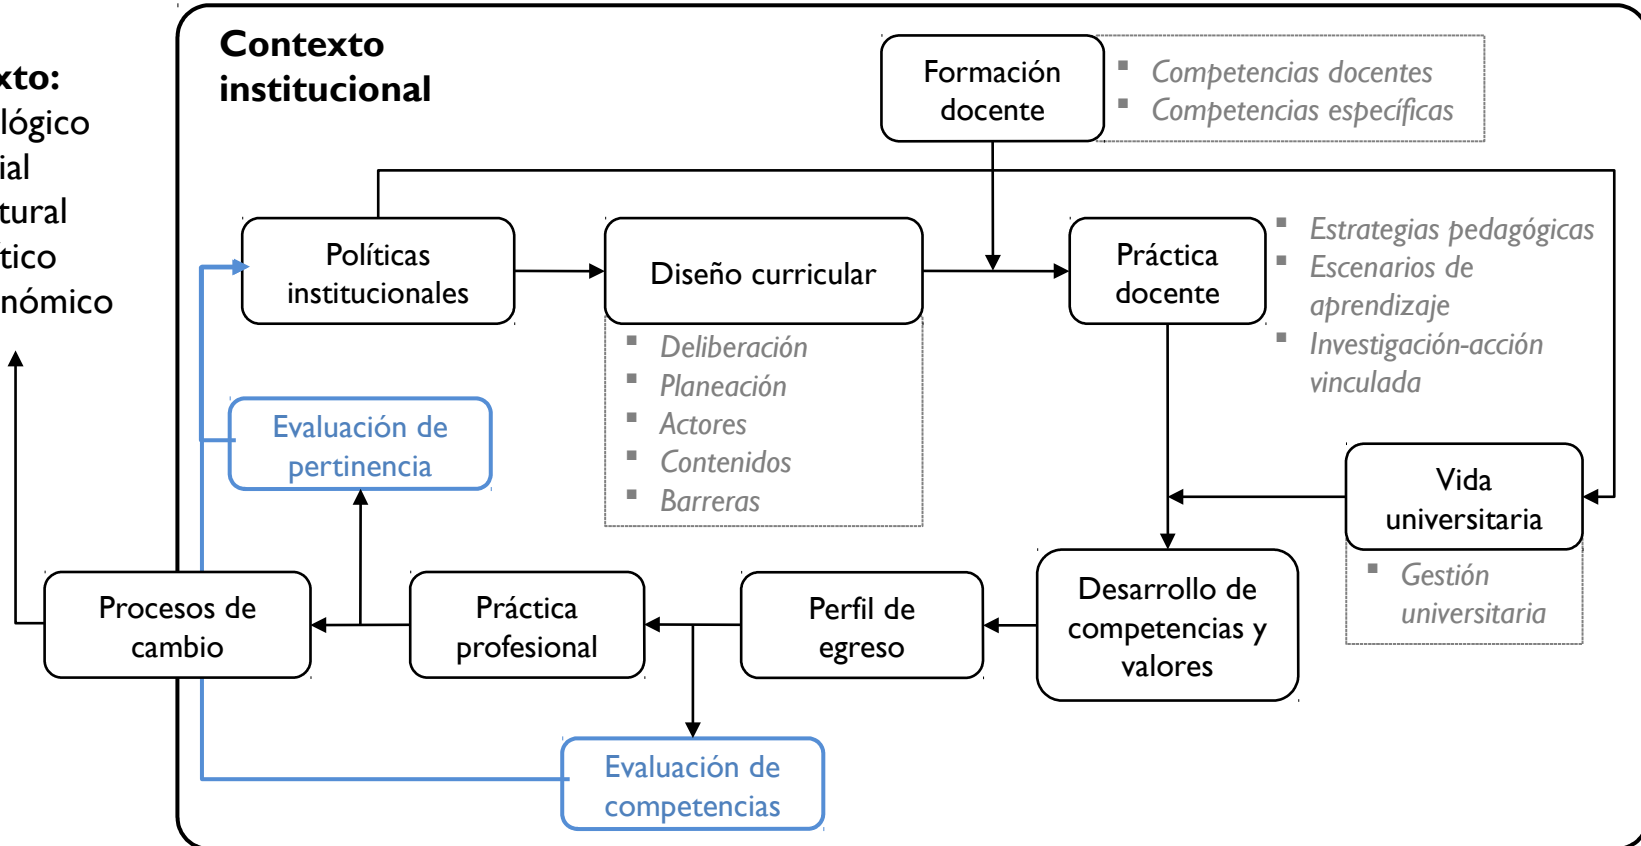 Contexto
institucional
xto:
lógico
ial
tural
tico
nómico
Formación
docente
▪ Competencias docentes
▪ Competencias específicas
Políticas
institucionales
Diseño curricular
▪ Deliberación
▪ Planeación
▪ Actores
▪ Contenidos
▪ Barreras
Práctica
docente
▪ Estrategias pedagógicas
▪ Escenarios de
aprendizaje
▪ Investigación-acción
vinculada
Evaluación de
pertinencia
Vida
universitaria
▪ Gestión
universitaria
Procesos de
cambio
Práctica
profesional
Perfil de
egreso
Desarrollo de
competencias y
valores
Evaluación de
competencias